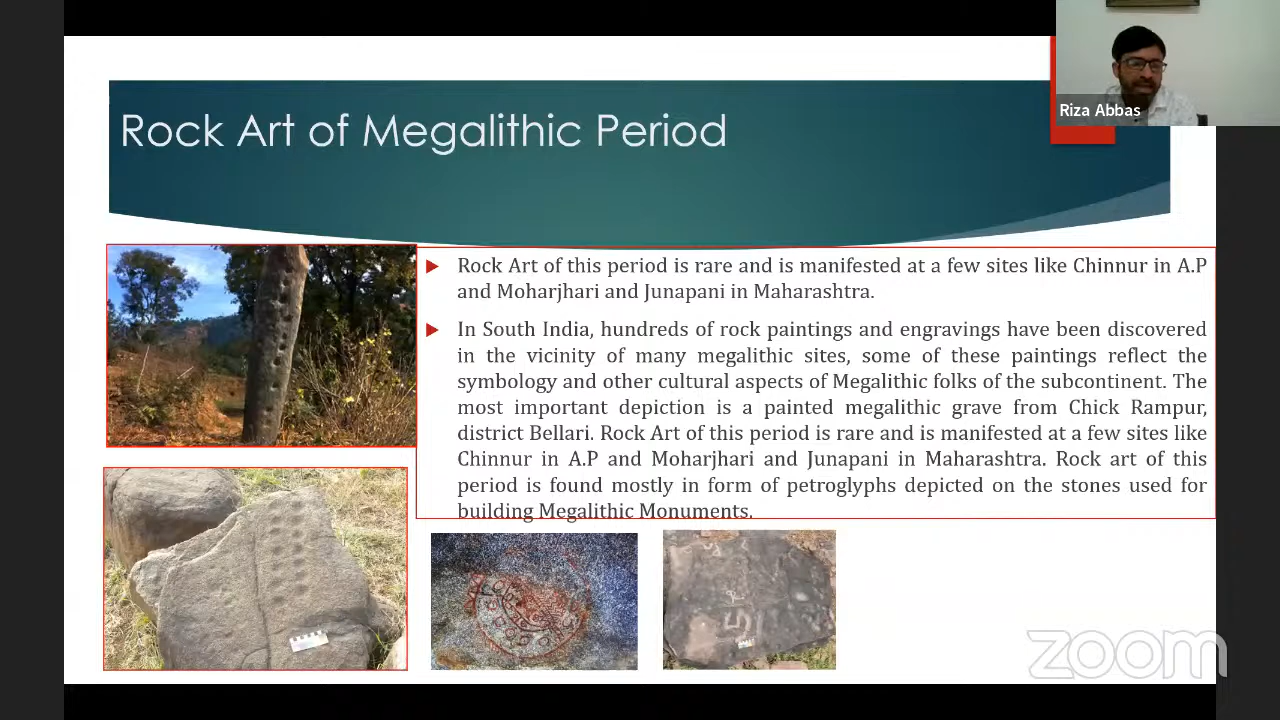 Riza Abbas
Rock Art of Megalithic Period
Rock Art of this period is rare and is manifested at a few sites like Chinnur in A.P
and Moharjhari and Junapani in Maharashtra.
In South India, hundreds of rock paintings and engravings have been discovered
in the vicinity of many megalithic sites, some of these paintings reflect the
symbology and other cultural aspects of Megalithic folks of the subcontinent. The
most important depiction is a painted megalithic grave from Chick Rampur,
district Bellari. Rock Art of this period is rare and is manifested at a few sites like
Chinnur in A.P and Moharjhari and Junapani in Maharashtra. Rock art of this
period is found mostly in form of petroglyphs depicted on the stones used for
building Megalithic Monuments.
zoom